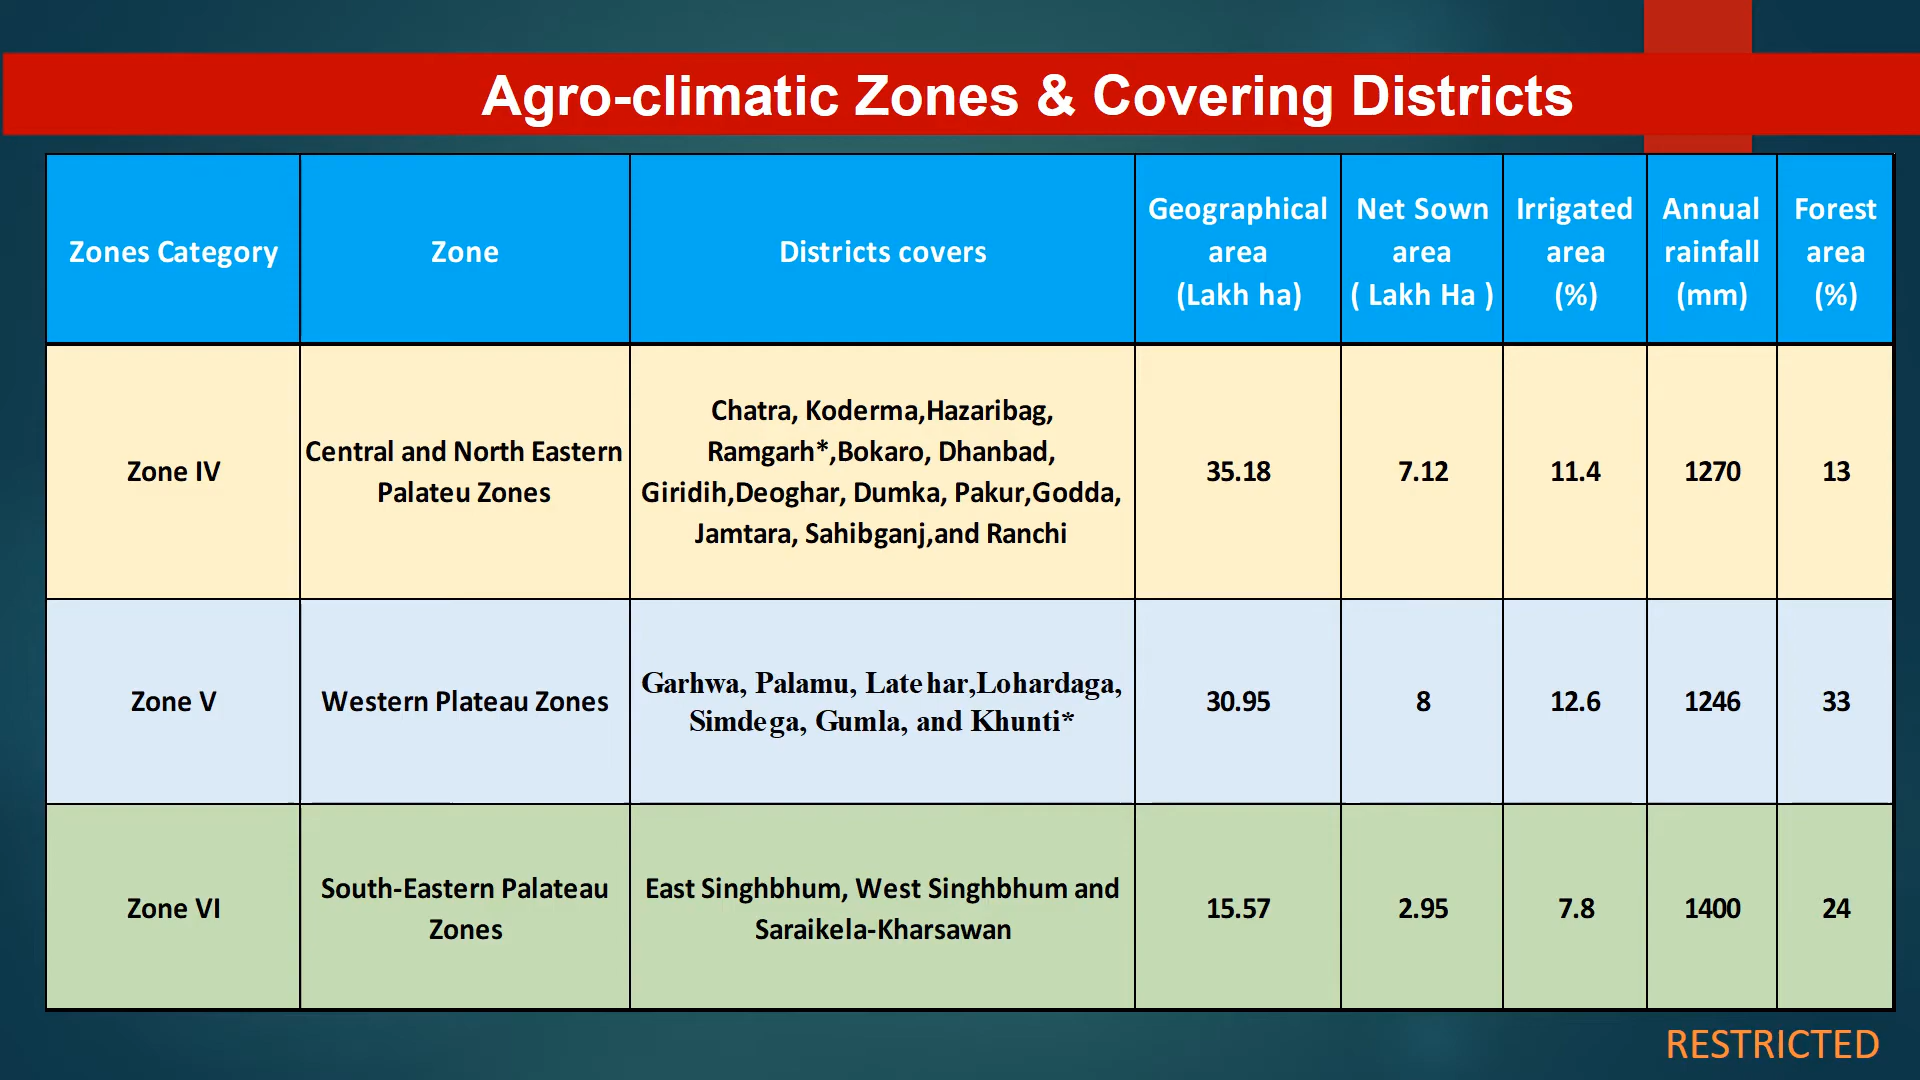 Agro-climatic Zones & Covering Districts
Zones Category
Zone
Districts covers
Geographical
area
(Lakh ha)
Net Sown
area
( Lakh Ha )
Irrigated
area
(%)
Annual
rainfall
(mm)
Forest
area
(%)
Zone IV
Central and North Eastern
Palateu Zones
Chatra, Koderma,Hazaribag,
Ramgarh*,Bokaro, Dhanbad,
Giridih,Deoghar, Dumka, Pakur,Godda,
Jamtara, Sahibganj,and Ranchi
35.18
7.12
11.4
1270
13
Zone V
Western Plateau Zones
Garhwa, Palamu, Latehar,Lohardaga,
Simdega, Gumla, and Khunti*
30.95
8
12.6
1246
33
Zone VI
South-Eastern Palateau
Zones
East Singhbhum, West Singhbhum and
Saraikela-Kharsawan
15.57
2.95
7.8
1400
24
RESTRICTED